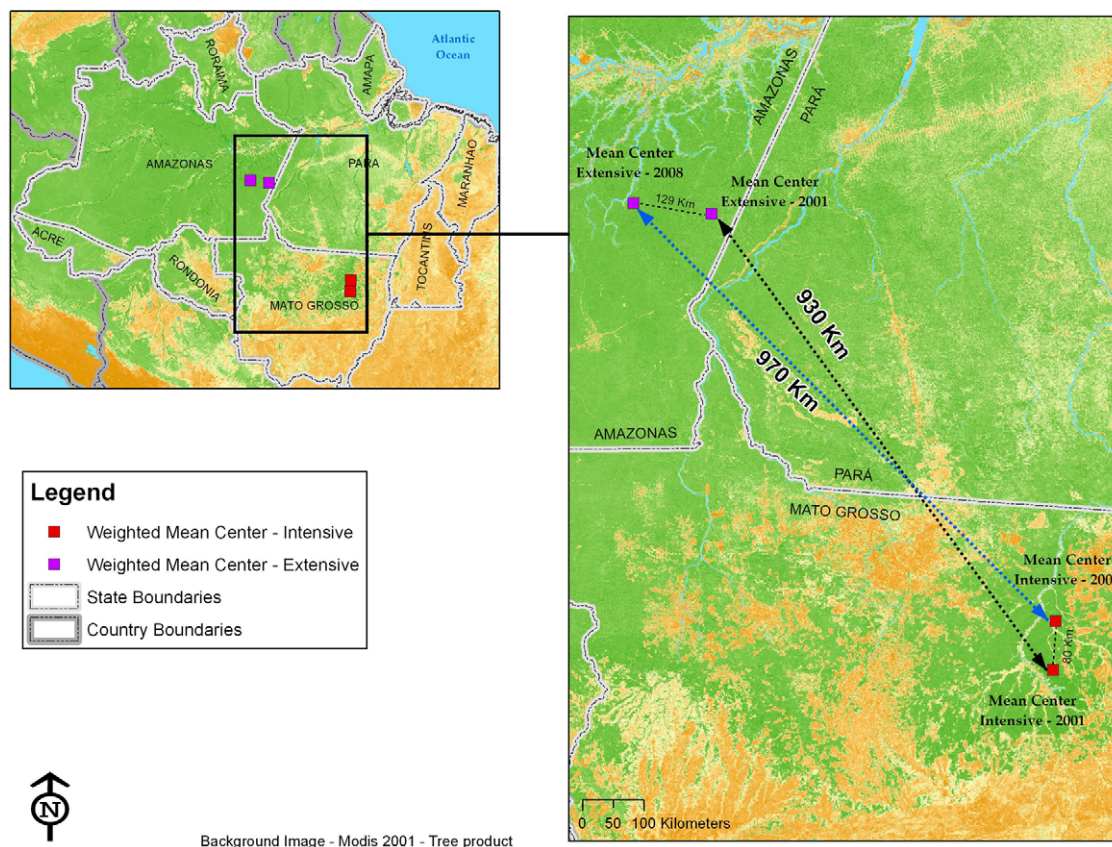 Atlantic
Ocean
RORAIMA
AMAPA
AMAZONAS
PARÁ
MARANHAO
ACRE
RONDONIA
TOCANTINS
MATO GROSSO
Legend
Weighted Mean Center - Intensive
Weighted Mean Center - Extensive
State Boundaries
Country Boundaries
N
Background Image - Modis 2001 - Tree product
AMAZONAS
PARÁ
Mean Center
Extensive - 2008
129 Km
Mean Center
Extensive - 2001
930 Km
970 Km
AMAZONAS
PARÁ
MATO GROSSO
Mean Center
Intensive - 200
80 Km
Mean Center
Intensive - 2001
0 50 100 Kilometers